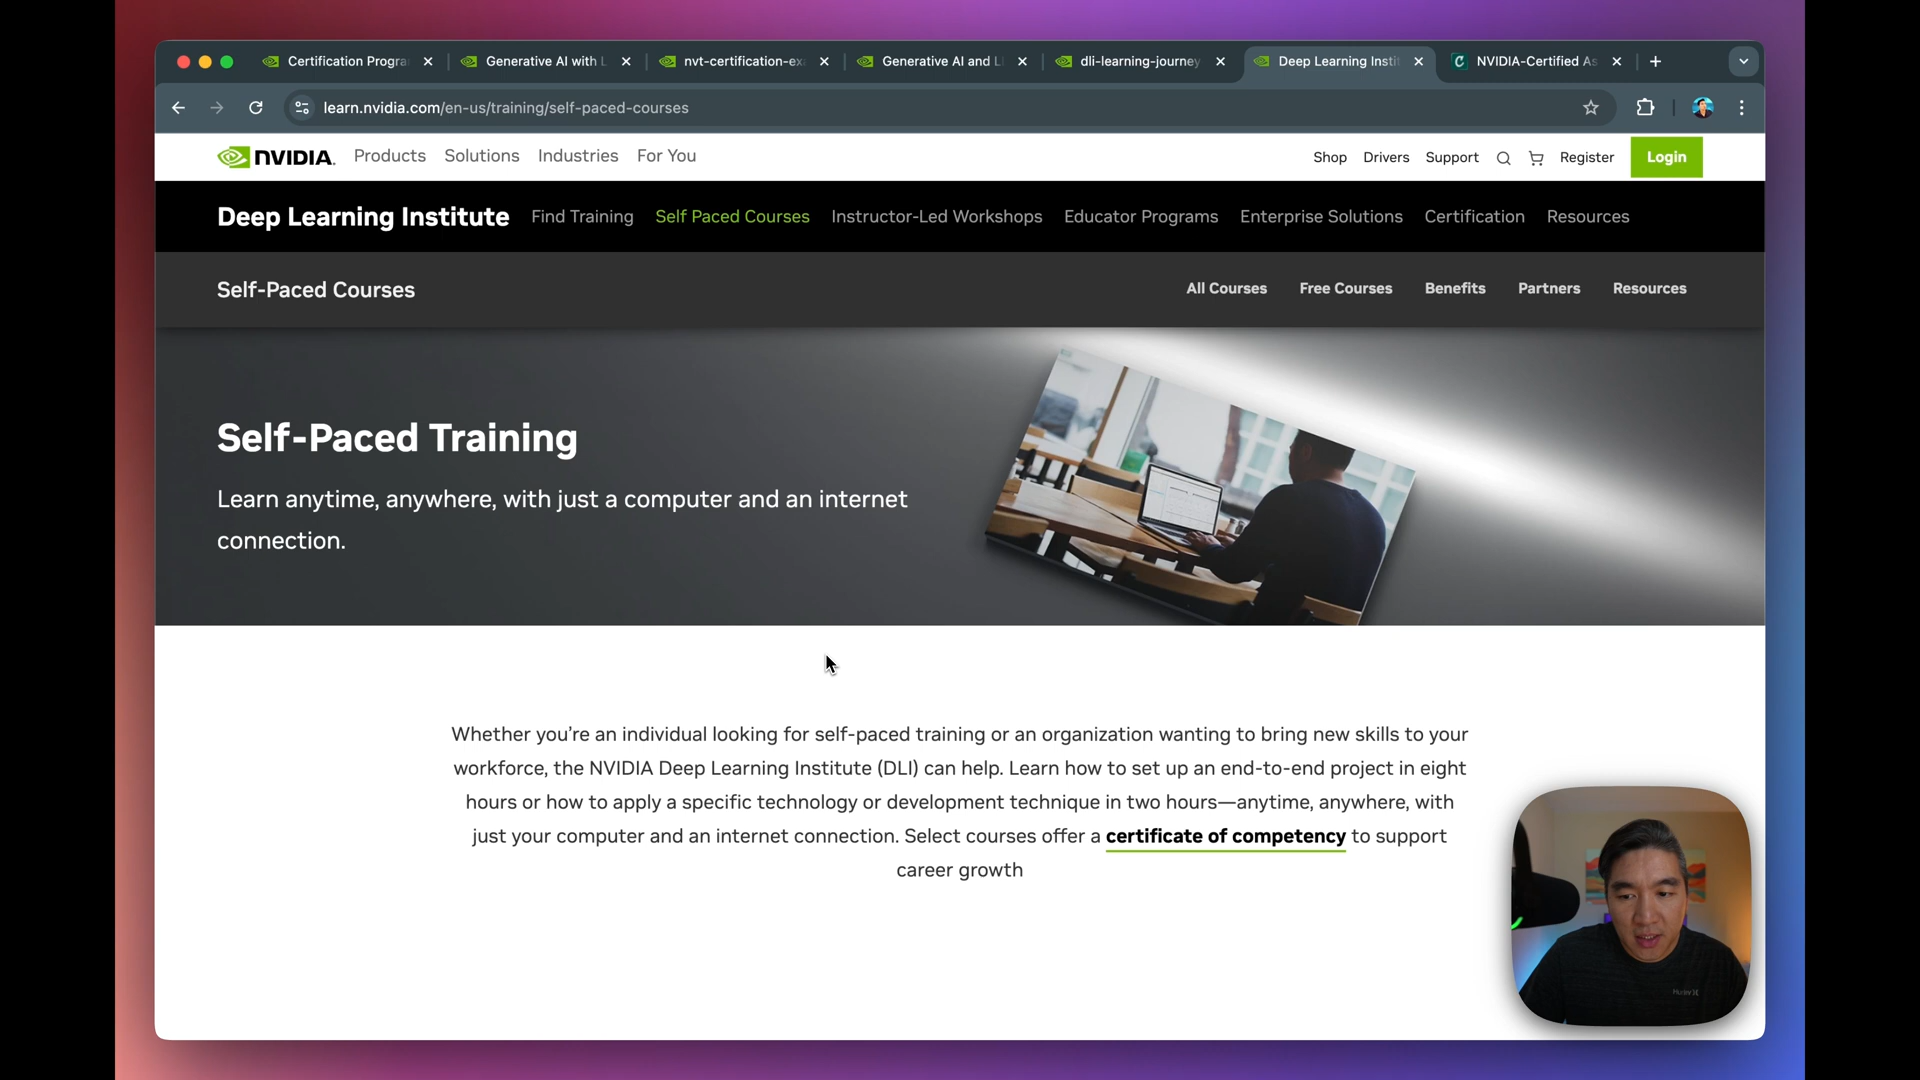 Certification Progra
Generative AI with L
nvt-certification-ex
Generative AI and L
dli-learning-journey
Deep Learning Insti
NVIDIA-Certified As
learn.nvidia.com/en-us/training/self-paced-courses
NVIDIA. Products Solutions Industries For You Shop Drivers Support Register Login
Deep Learning Institute Find Training Self Paced Courses Instructor-Led Workshops Educator Programs Enterprise Solutions Certification Resources
Self-Paced Courses All Courses Free Courses Benefits Partners Resources
Self-Paced Training
Learn anytime, anywhere, with just a computer and an internet
connection.
Whether you’re an individual looking for self-paced training or an organization wanting to bring new skills to your
workforce, the NVIDIA Deep Learning Institute (DLI) can help. Learn how to set up an end-to-end project in eight
hours or how to apply a specific technology or development technique in two hours—anytime, anywhere, with
just your computer and an internet connection. Select courses offer a certificate of competency to support
career growth
Hurley